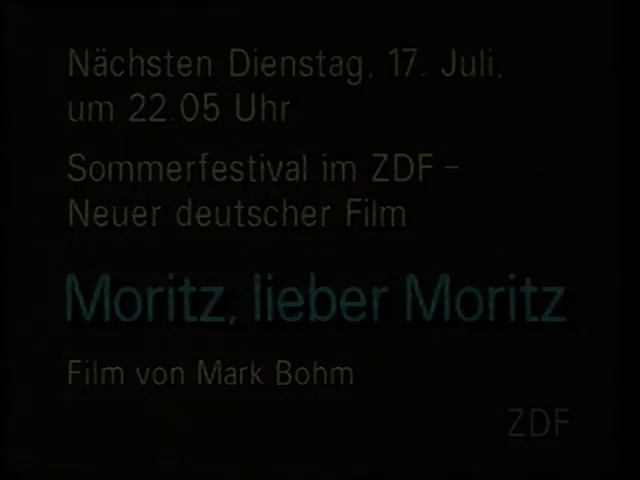 Nächsten Dienstag, 17. Juli,
um 22.05 Uhr
Sommerfestival im ZDF –
Neuer deutscher Film
Moritz, lieber Moritz
Film von Mark Bohm
ZDF